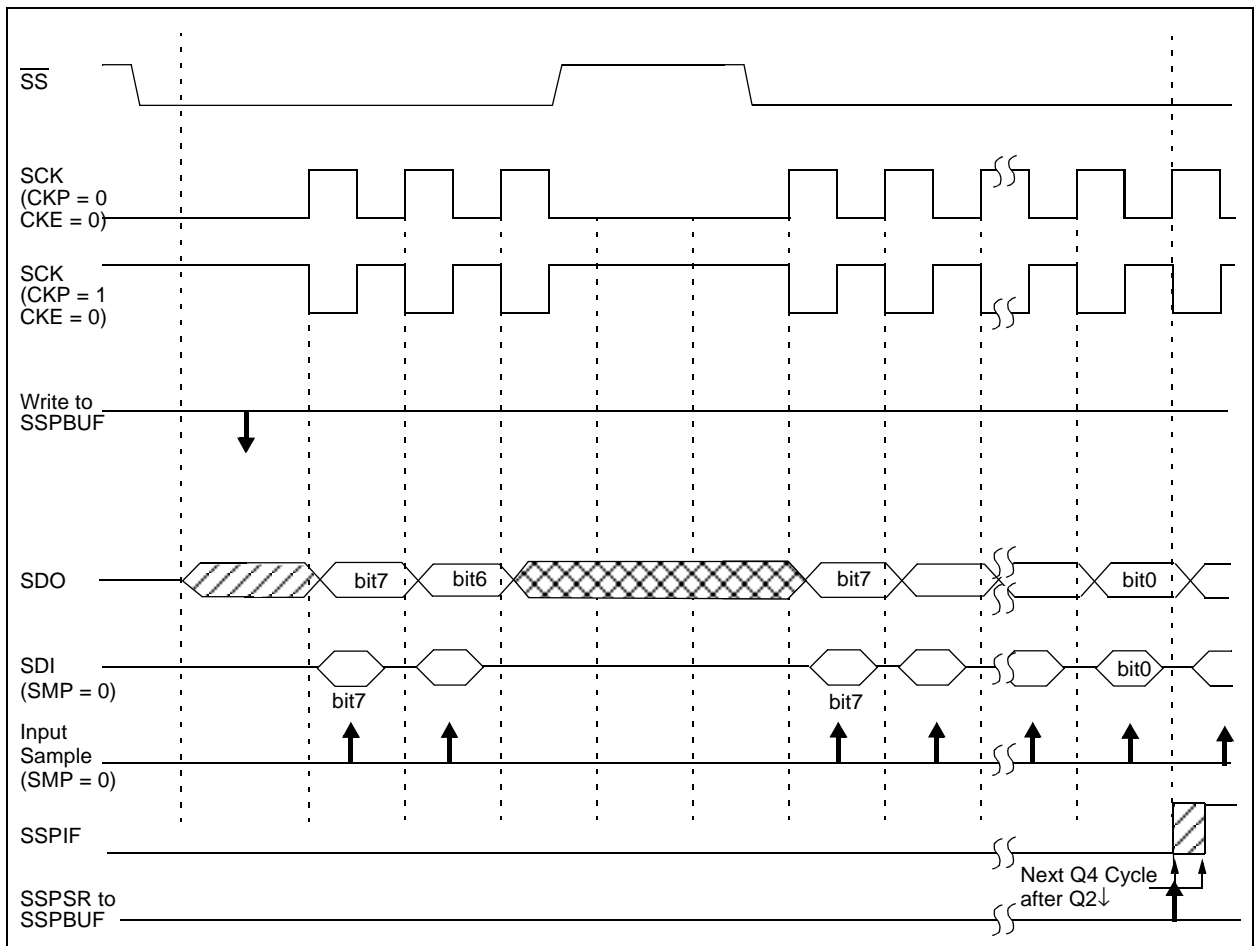 SS
SCK
(CKP = 0
CKE = 0)
SCK
(CKP = 1
CKE = 0)
Write to
SSPBUF
SDO
bit7
bit6
bit7
bit0
SDI
(SMP = 0)
bit7
bit7
bit0
Input
Sample
(SMP = 0)
SSPIF
Next Q4 Cycle
after Q2↓
SSPSR to
SSPBUF